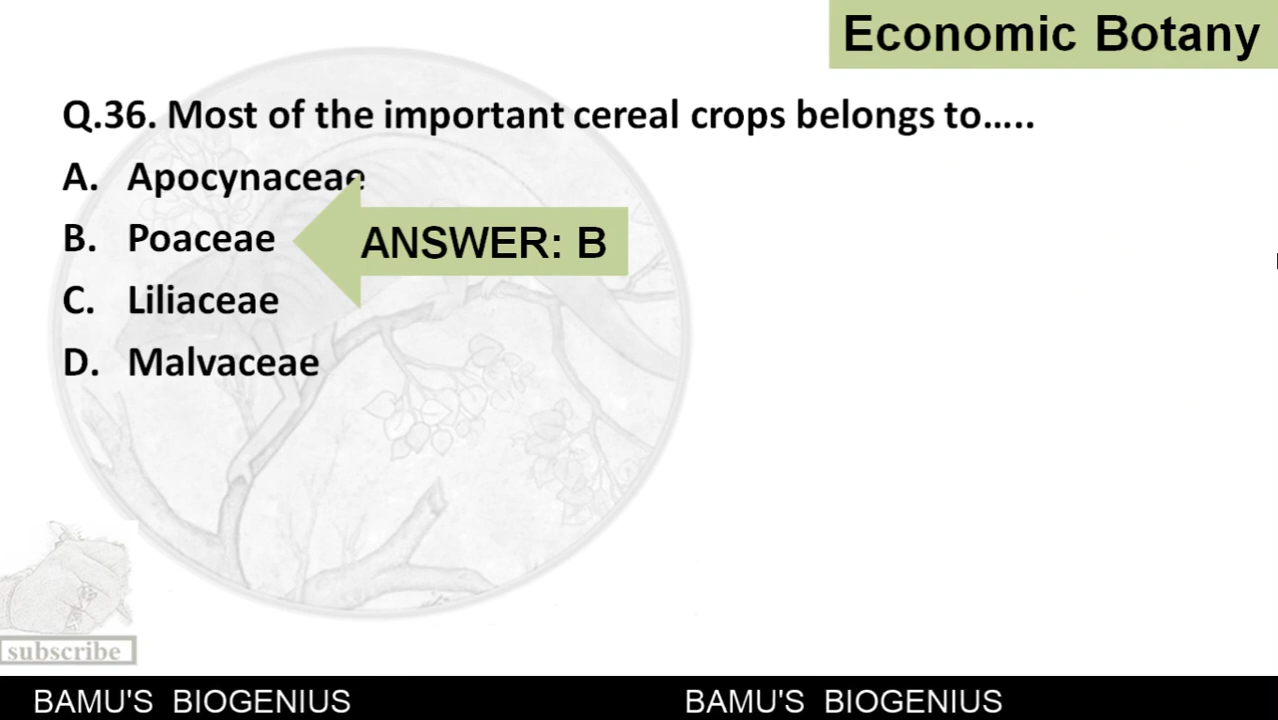 Economic Botany
Q.36. Most of the important cereal crops belongs to.....
A. Apocynaceae
B. Poaceae
ANSWER: B
C. Liliaceae
D. Malvaceae
subscribe
BAMU'S BIOGENIUS BAMU'S BIOGENIUS